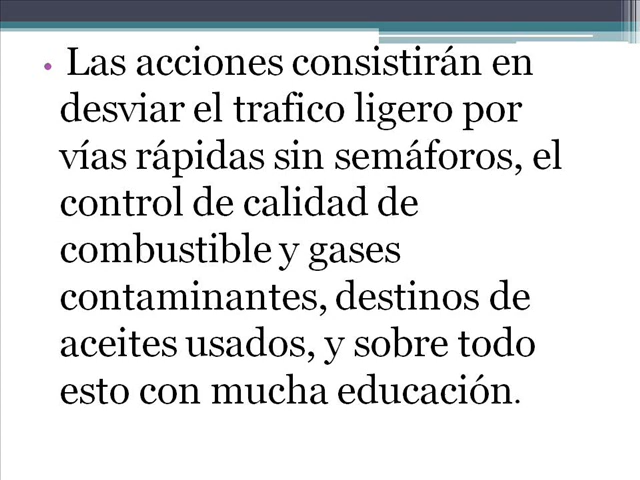 • Las acciones consistirán en
desviar el trafico ligero por
vías rápidas sin semáforos, el
control de calidad de
combustible y gases
contaminantes, destinos de
aceites usados, y sobre todo
esto con mucha educación.